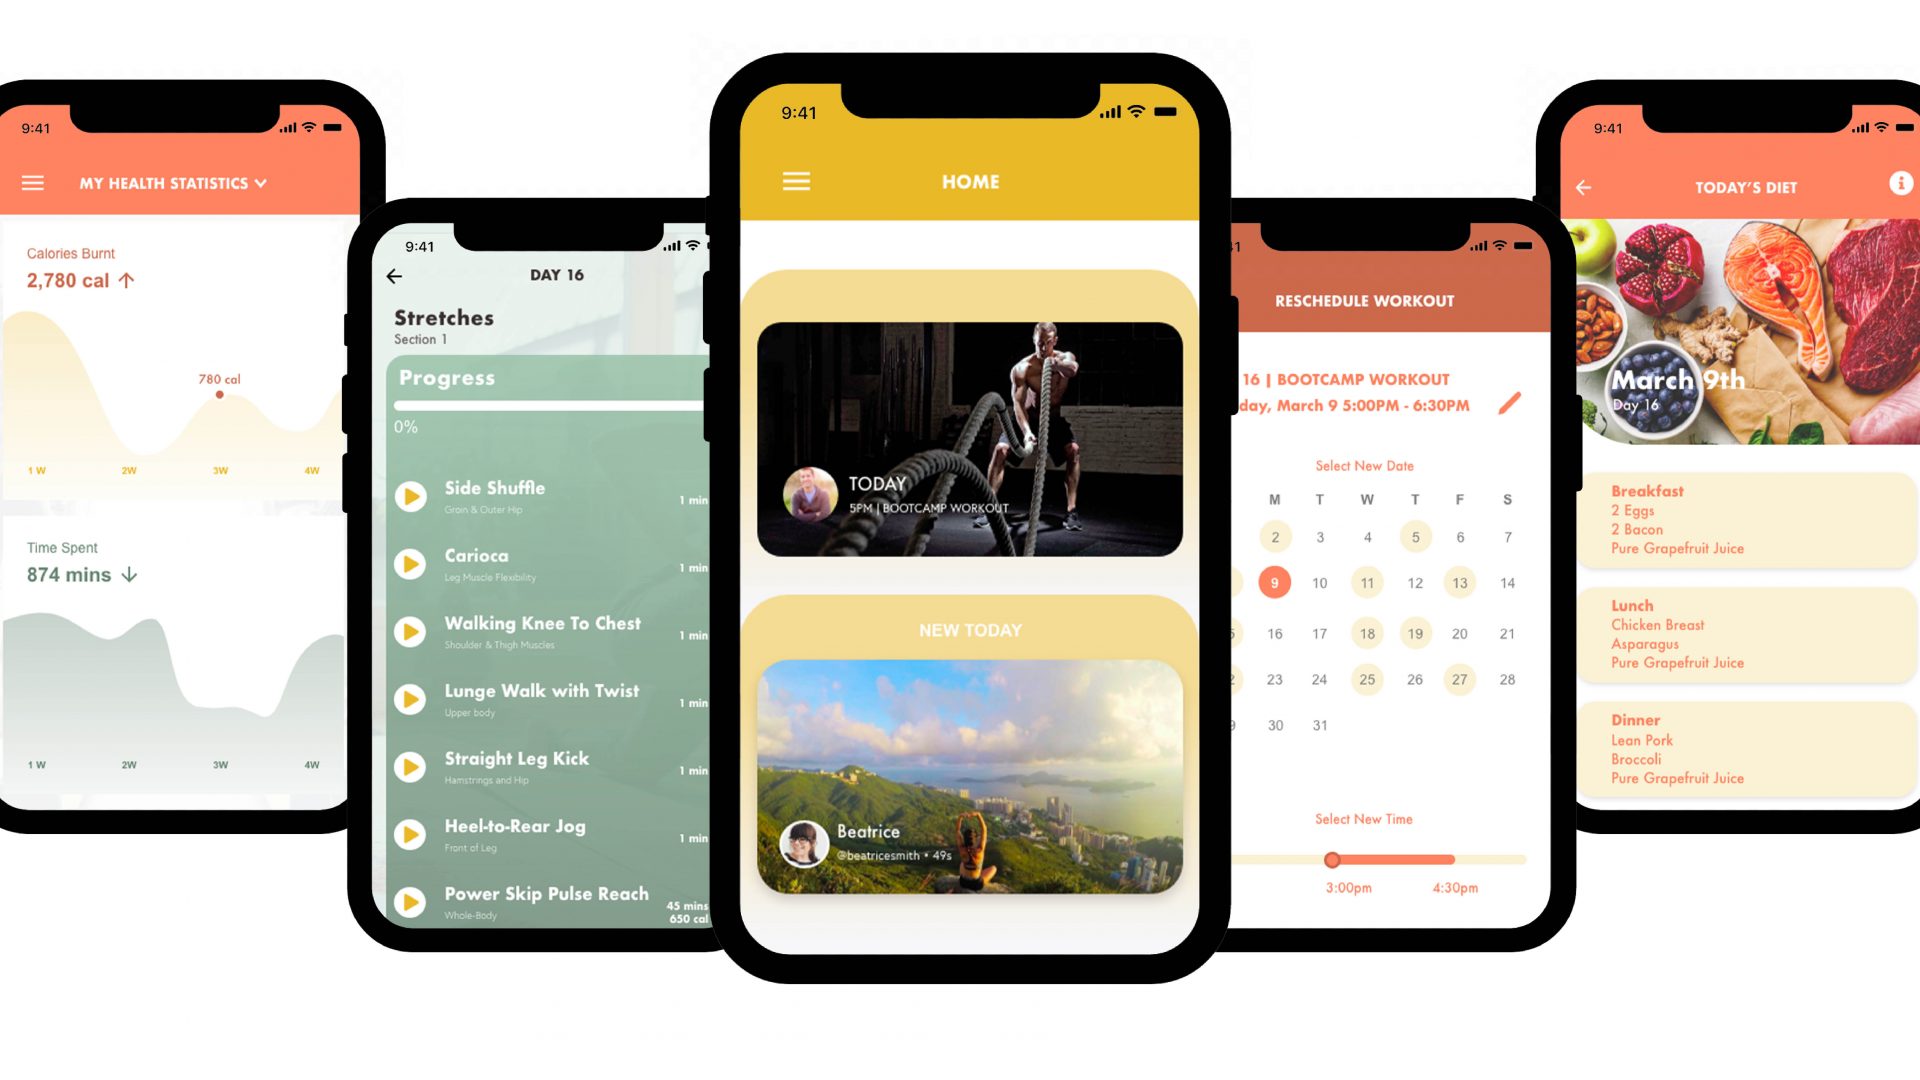 9:41
MY HEALTH STATISTICS
Calories Burnt
2,780 cal
780 cal
1 W 2W 3W 4W
Time Spent
874 mins
1 W 2W 3W 4W
9:41
DAY 16
Stretches
Section 1
Progress
0%
Side Shuffle
Groin & Outer Hip
1 min
Carioca
Leg Muscle Flexibility
1 min
Walking Knee To Chest
Shoulder & Thigh Muscles
1 min
Lunge Walk with Twist
Upper body
1 min
Straight Leg Kick
Hamstrings and Hip
1 min
Heel-to-Rear Jog
Front of Leg
1 min
Power Skip Pulse Reach
Whole-Body
45 mins
650 cal
9:41
HOME
TODAY
5PM | BOOTCAMP WORKOUT
NEW TODAY
Beatrice
@beatricesmith • 49s
RESCHEDULE WORKOUT
16 | BOOTCAMP WORKOUT
day, March 9 5:00PM - 6:30PM
Select New Date
M T W T F S
2 3 4 5 6 7
9 10 11 12 13 14
16 17 18 19 20 21
23 24 25 26 27 28
30 31
Select New Time
3:00pm 4:30pm
9:41
TODAY'S DIET
March 9th
Day 16
Breakfast
2 Eggs
2 Bacon
Pure Grapefruit Juice
Lunch
Chicken Breast
Asparagus
Pure Grapefruit Juice
Dinner
Lean Pork
Broccoli
Pure Grapefruit Juice